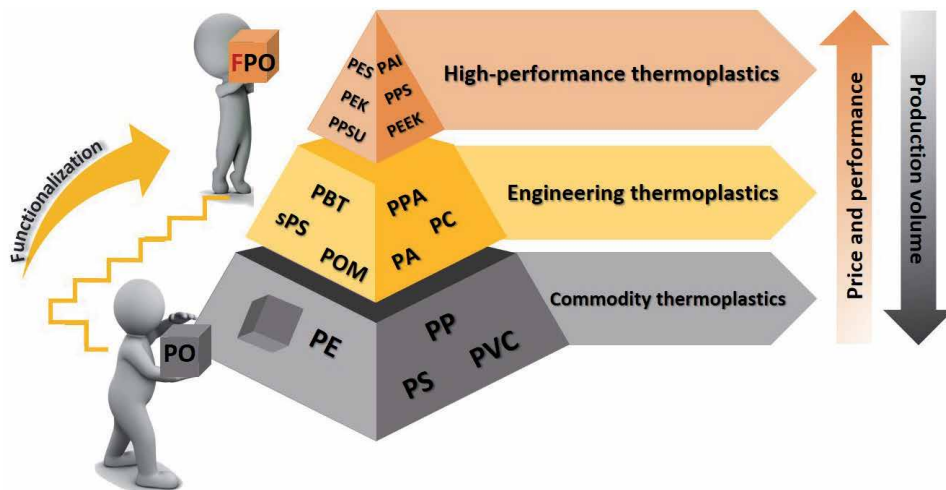 FPO
Functionalization
PO
PES
PAI
PEK
PPS
PPSU
PEEK
High-performance thermoplastics
PBT
PPA
sPS
PC
POM
PA
Engineering thermoplastics
PE
PP
PS
PVC
Commodity thermoplastics
Price and performance
Production volume